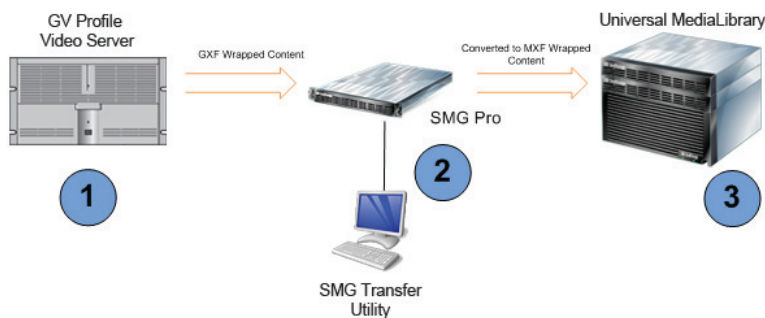 GV Profile
Video Server
GXF Wrapped Content
Converted to MXF Wrapped
Content
Universal MediaLibrary
SMG Pro
1
2
3
SMG Transfer
Utility